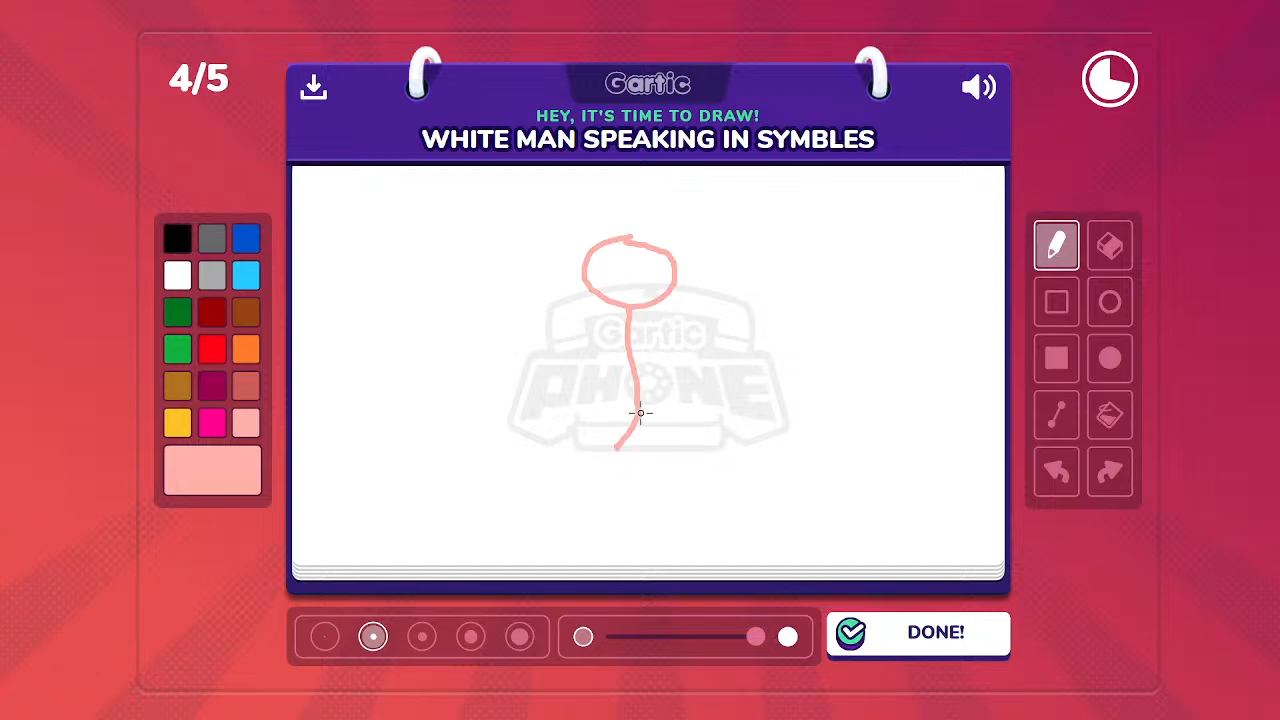 4/5
Gartic
HEY, IT'S TIME TO DRAW!
WHITE MAN SPEAKING IN SYMBLES
Gartic
PHONE
DONE!